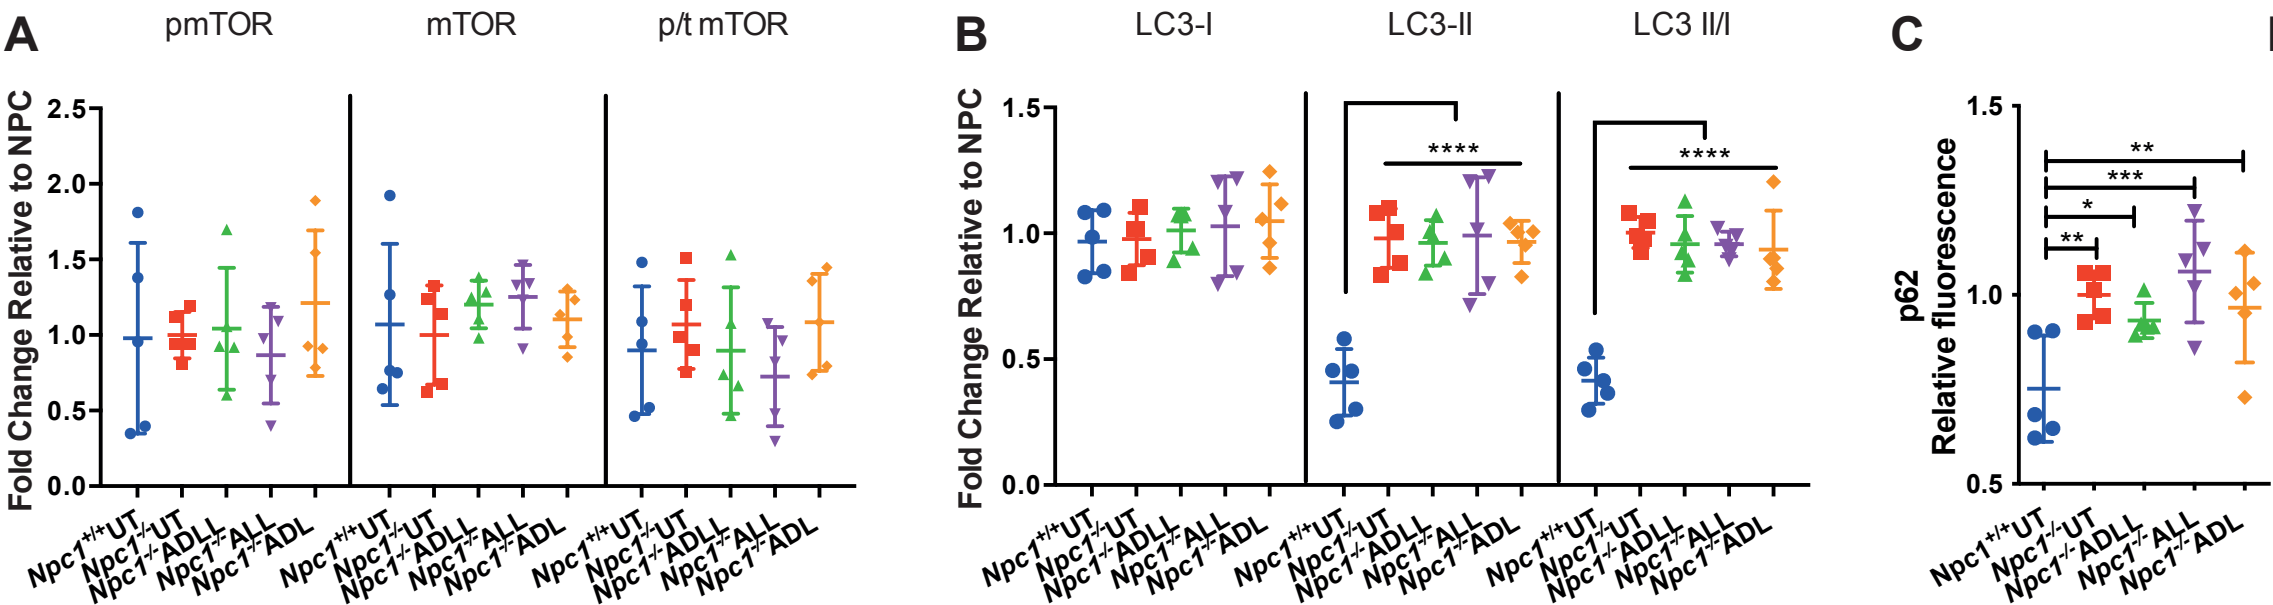 A
pmTOR
mTOR
p/t mTOR
Fold Change Relative to NPC
2.5
2.0
1.5
1.0
0.5
0.0
Npc1+/+UT
Npc1-/-UT
Npc1-/-ADLL
Npc1-/-ALL
Npc1-/-ADL
Npc1+/+UT
Npc1-/-UT
Npc1-/-ADLL
Npc1-/-ALL
Npc1-/-ADL
Npc1+/+UT
Npc1-/-UT
Npc1-/-ADLL
Npc1-/-ALL
Npc1-/-ADL
B
LC3-I
LC3-II
LC3 II/I
Fold Change Relative to NPC
1.5
1.0
0.5
0.0
****
****
Npc1+/+UT
Npc1-/-UT
Npc1-/-ADLL
Npc1-/-ALL
Npc1-/-ADL
Npc1+/+UT
Npc1-/-UT
Npc1-/-ADLL
Npc1-/-ALL
Npc1-/-ADL
Npc1+/+UT
Npc1-/-UT
Npc1-/-ADLL
Npc1-/-ALL
Npc1-/-ADL
C
p62
Relative fluorescence
1.5
1.0
0.5
**
***
*
**
Npc1+/+UT
Npc1-/-UT
Npc1-/-ADLL
Npc1-/-ALL
Npc1-/-ADL